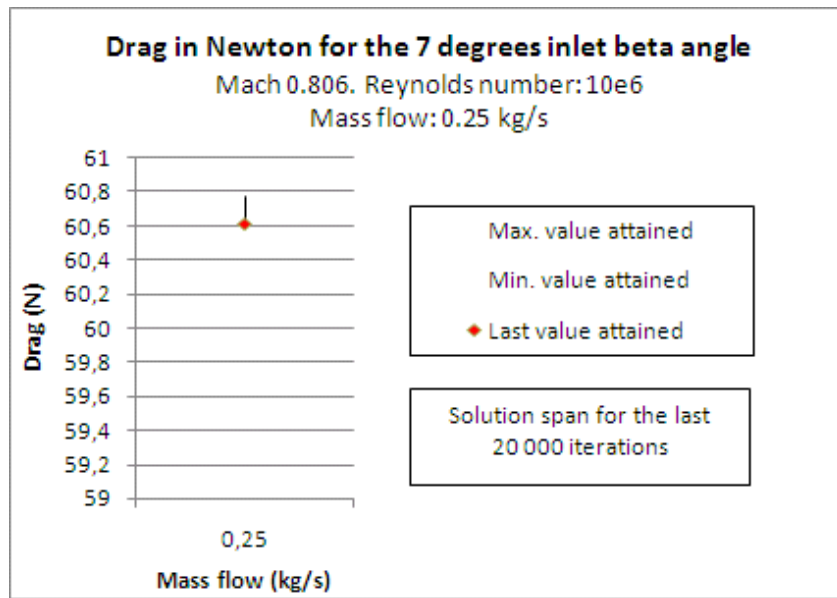 Drag in Newton for the 7 degrees inlet beta angle
Mach 0.806. Reynolds number: 10e6
Mass flow: 0.25 kg/s
61
60,8
60,6
60,4
60,2
60
59,8
59,6
59,4
59,2
59
Drag (N)
0,25
Mass flow (kg/s)
Max. value attained
Min. value attained
Last value attained
Solution span for the last
20 000 iterations